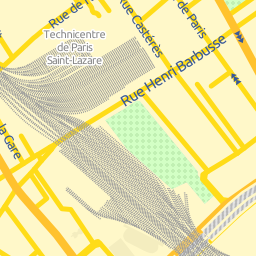 Rue de
Technicentre
de Paris
Saint-Lazare
Rue Castérès
de Paris
Rue Henri Barbusse
la Gare